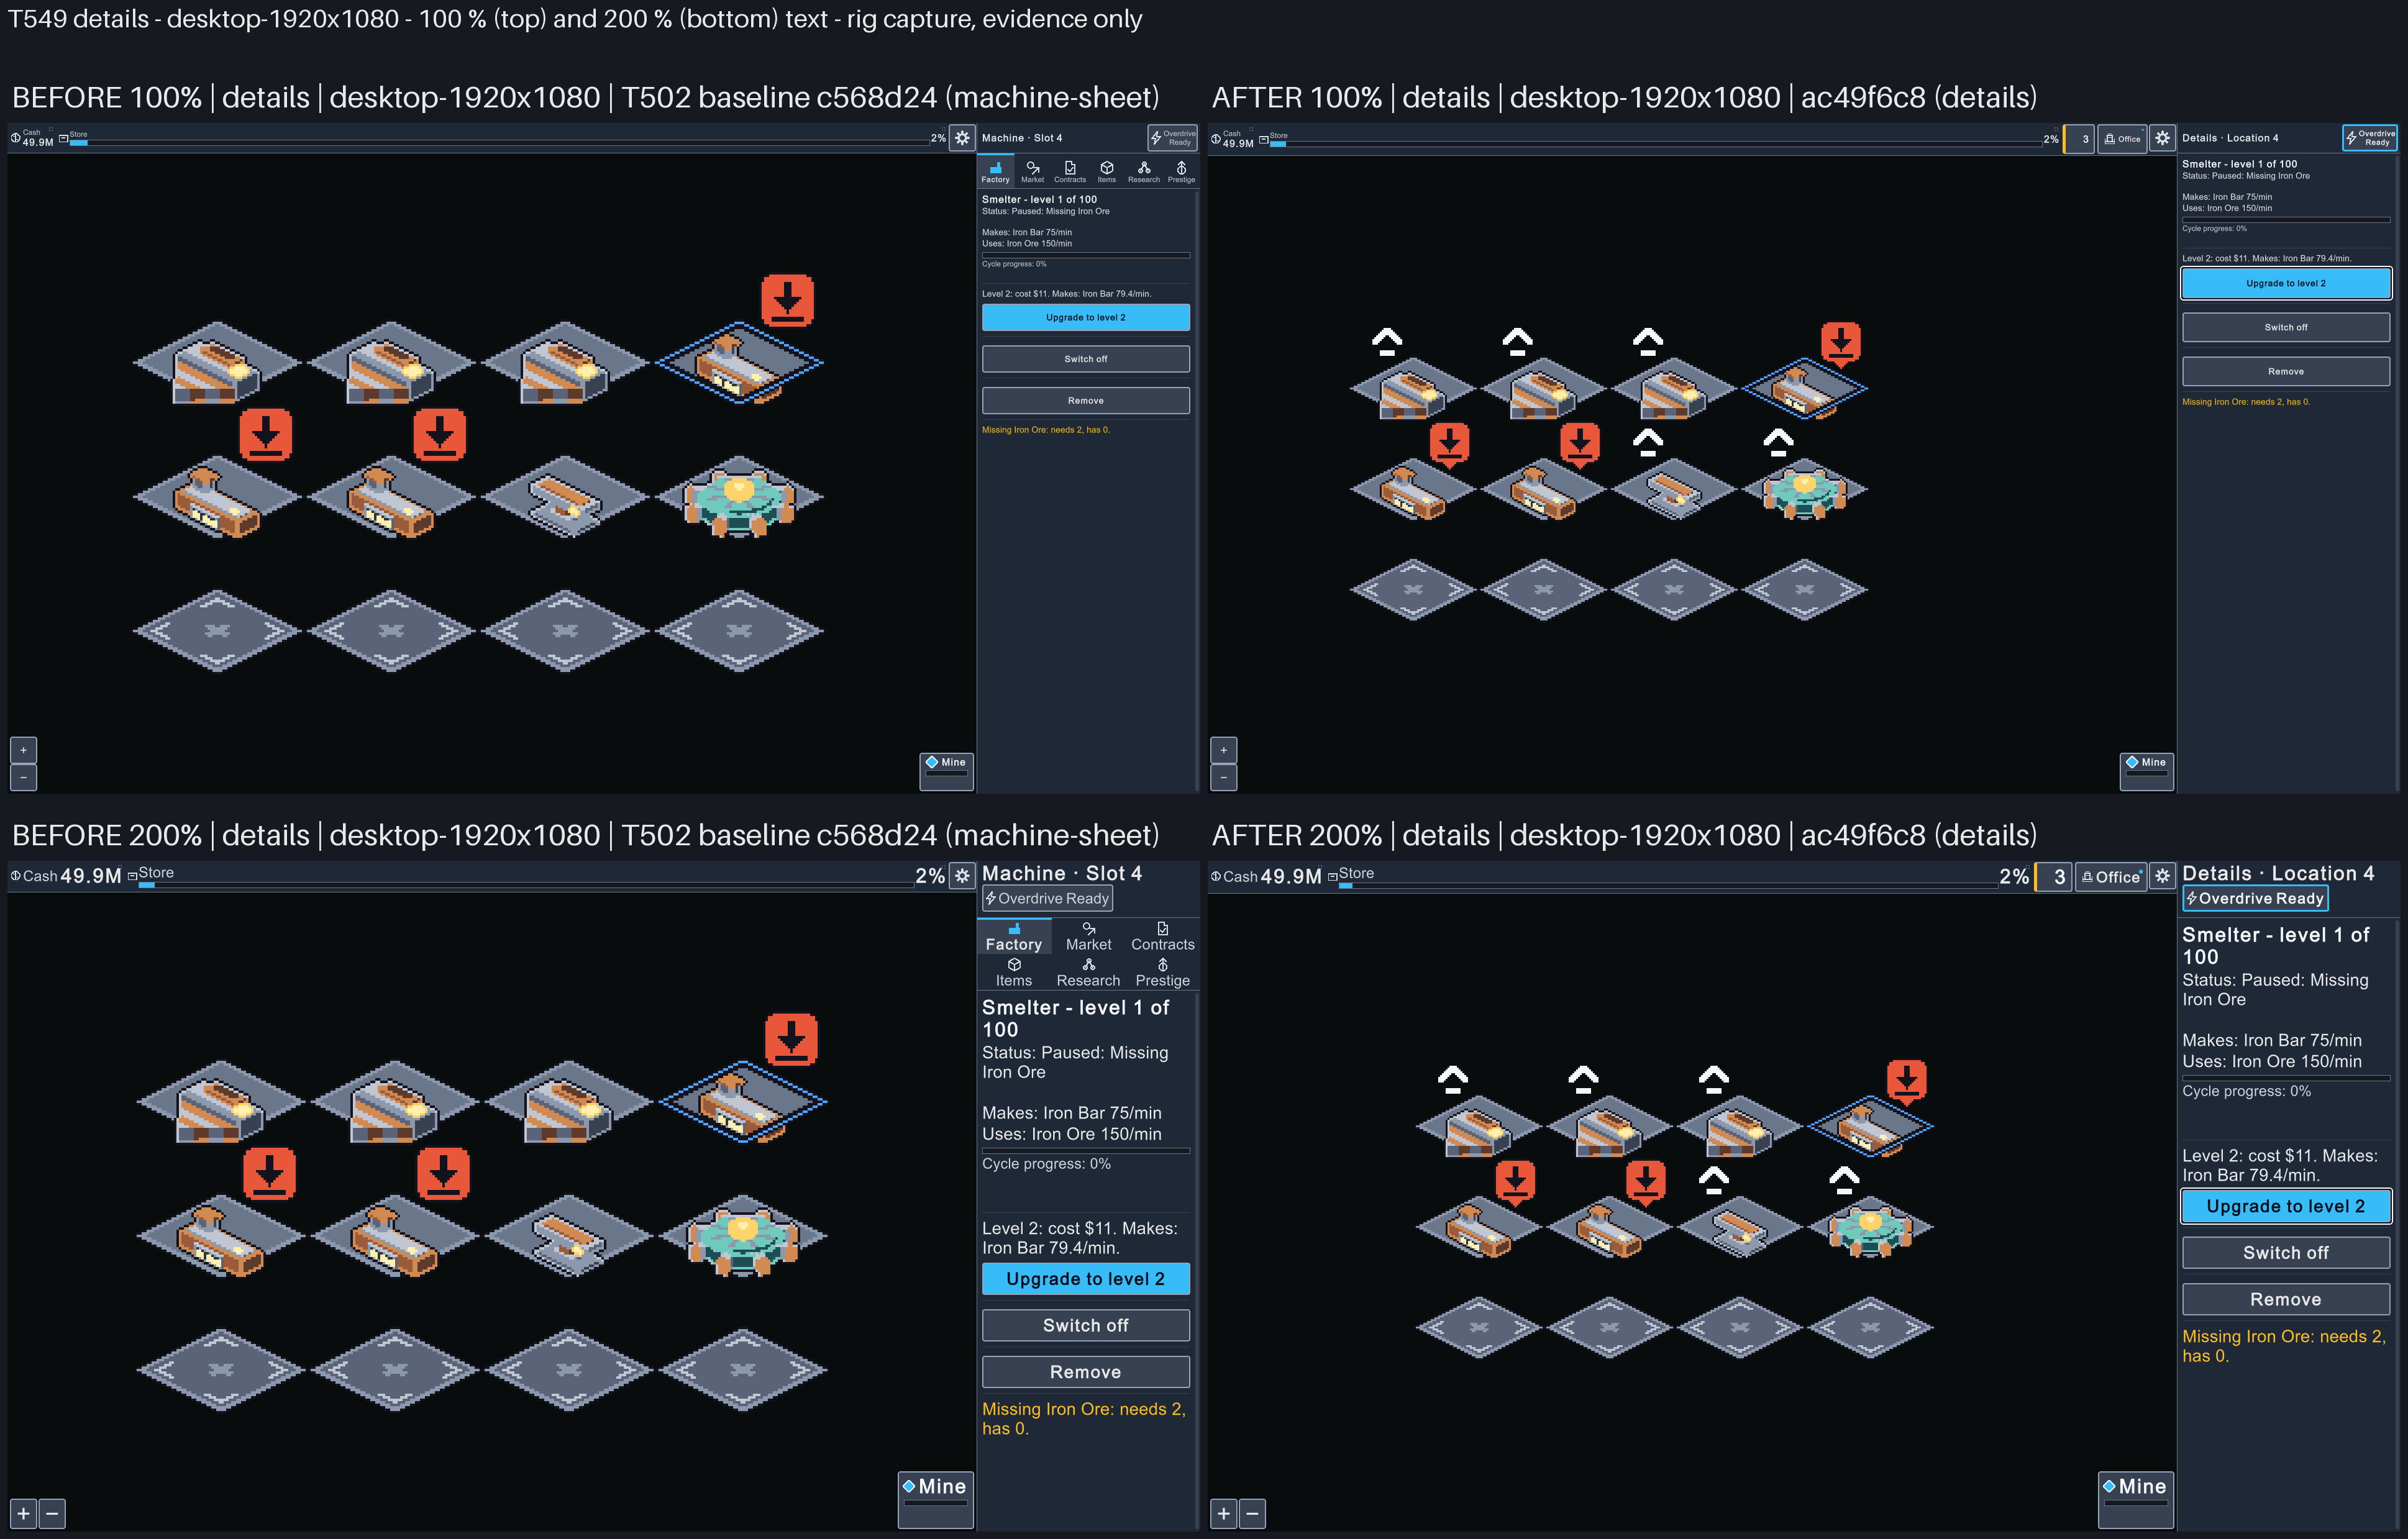 T549 details - desktop-1920x1080 - 100 % (top) and 200 % (bottom) text - rig capture, evidence only
BEFORE 100% | details | desktop-1920x1080 | T502 baseline c568d24 (machine-sheet)
Cash
49.9M
Store
2%
Machine · Slot 4
Overdrive
Ready
Factory
Market
Contracts
Items
Research
Prestige
Smelter - level 1 of 100
Status: Paused: Missing Iron Ore
Makes: Iron Bar 75/min
Uses: Iron Ore 150/min
Cycle progress: 0%
Level 2: cost $11. Makes: Iron Bar 79.4/min.
Upgrade to level 2
Switch off
Remove
Missing Iron Ore: needs 2, has 0.
+
−
Mine
AFTER 100% | details | desktop-1920x1080 | ac49f6c8 (details)
Cash
49.9M
Store
2%
3
Office
Details · Location 4
Overdrive
Ready
Smelter - level 1 of 100
Status: Paused: Missing Iron Ore
Makes: Iron Bar 75/min
Uses: Iron Ore 150/min
Cycle progress: 0%
Level 2: cost $11. Makes: Iron Bar 79.4/min.
Upgrade to level 2
Switch off
Remove
Missing Iron Ore: needs 2, has 0.
+
−
Mine
BEFORE 200% | details | desktop-1920x1080 | T502 baseline c568d24 (machine-sheet)
Cash 49.9M
Store
2%
Machine · Slot 4
Overdrive Ready
Factory
Market
Contracts
Items
Research
Prestige
Smelter - level 1 of
100
Status: Paused: Missing
Iron Ore
Makes: Iron Bar 75/min
Uses: Iron Ore 150/min
Cycle progress: 0%
Level 2: cost $11. Makes:
Iron Bar 79.4/min.
Upgrade to level 2
Switch off
Remove
Missing Iron Ore: needs 2,
has 0.
+ −
Mine
AFTER 200% | details | desktop-1920x1080 | ac49f6c8 (details)
Cash 49.9M
Store
2%
3
Office
Details · Location 4
Overdrive Ready
Smelter - level 1 of
100
Status: Paused: Missing
Iron Ore
Makes: Iron Bar 75/min
Uses: Iron Ore 150/min
Cycle progress: 0%
Level 2: cost $11. Makes:
Iron Bar 79.4/min.
Upgrade to level 2
Switch off
Remove
Missing Iron Ore: needs 2,
has 0.
+ −
Mine